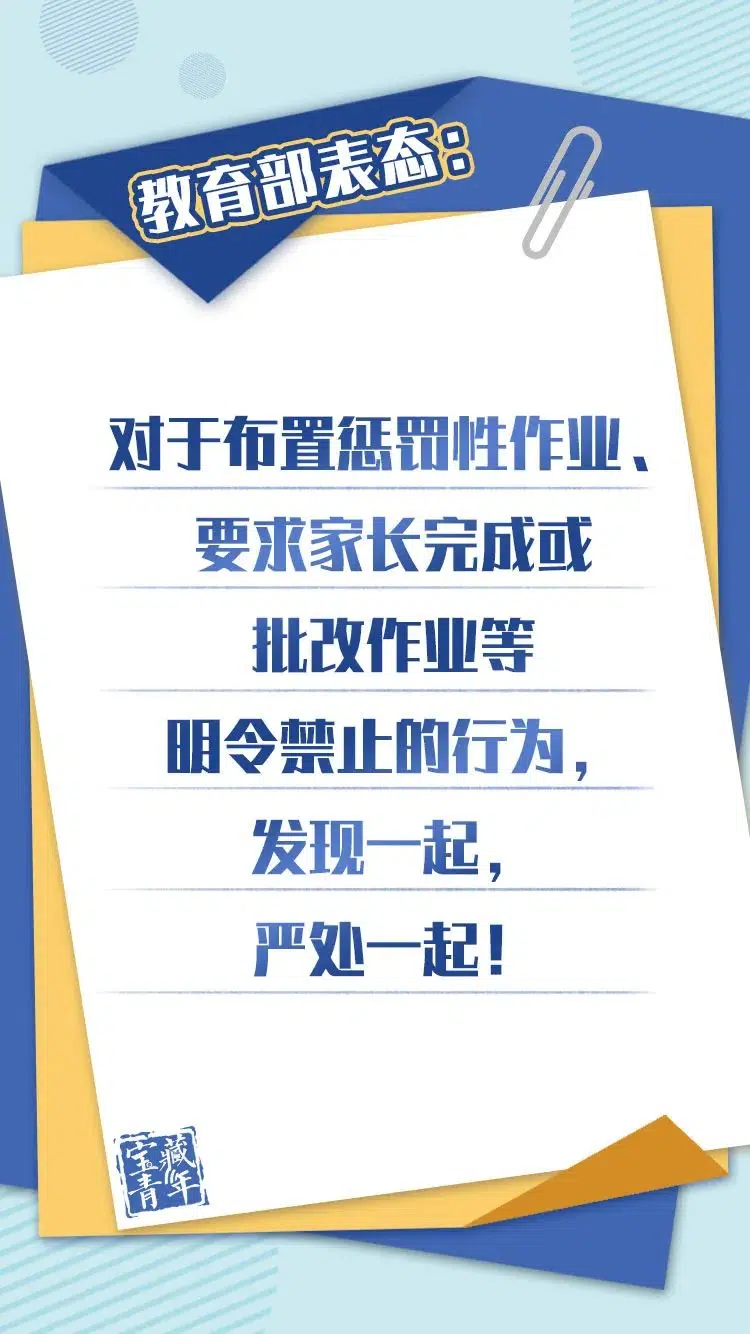 教育部表态：
对于布置惩罚性作业、
要求家长完成或
批改作业等
明令禁止的行为，
发现一起，
严处一起！
宝藏
青年